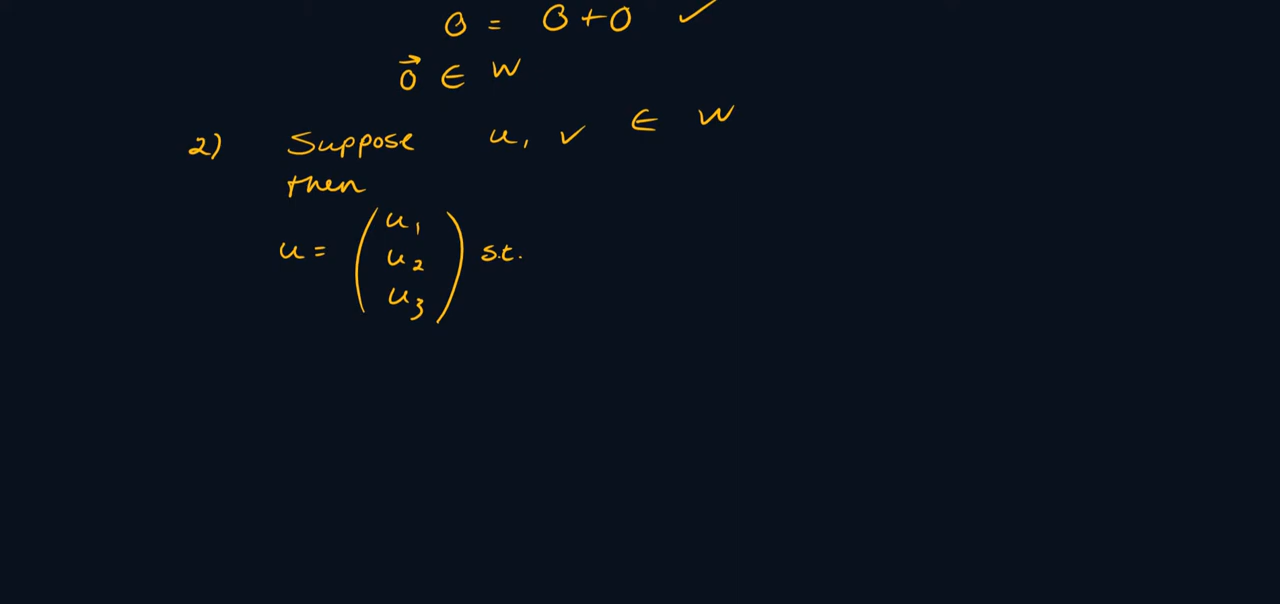 0 = 0 + 0 ✓
0⃗ ∈ W
2) Suppose u, v ∈ W
then
u = (u₁ u₂ u₃) s.t.